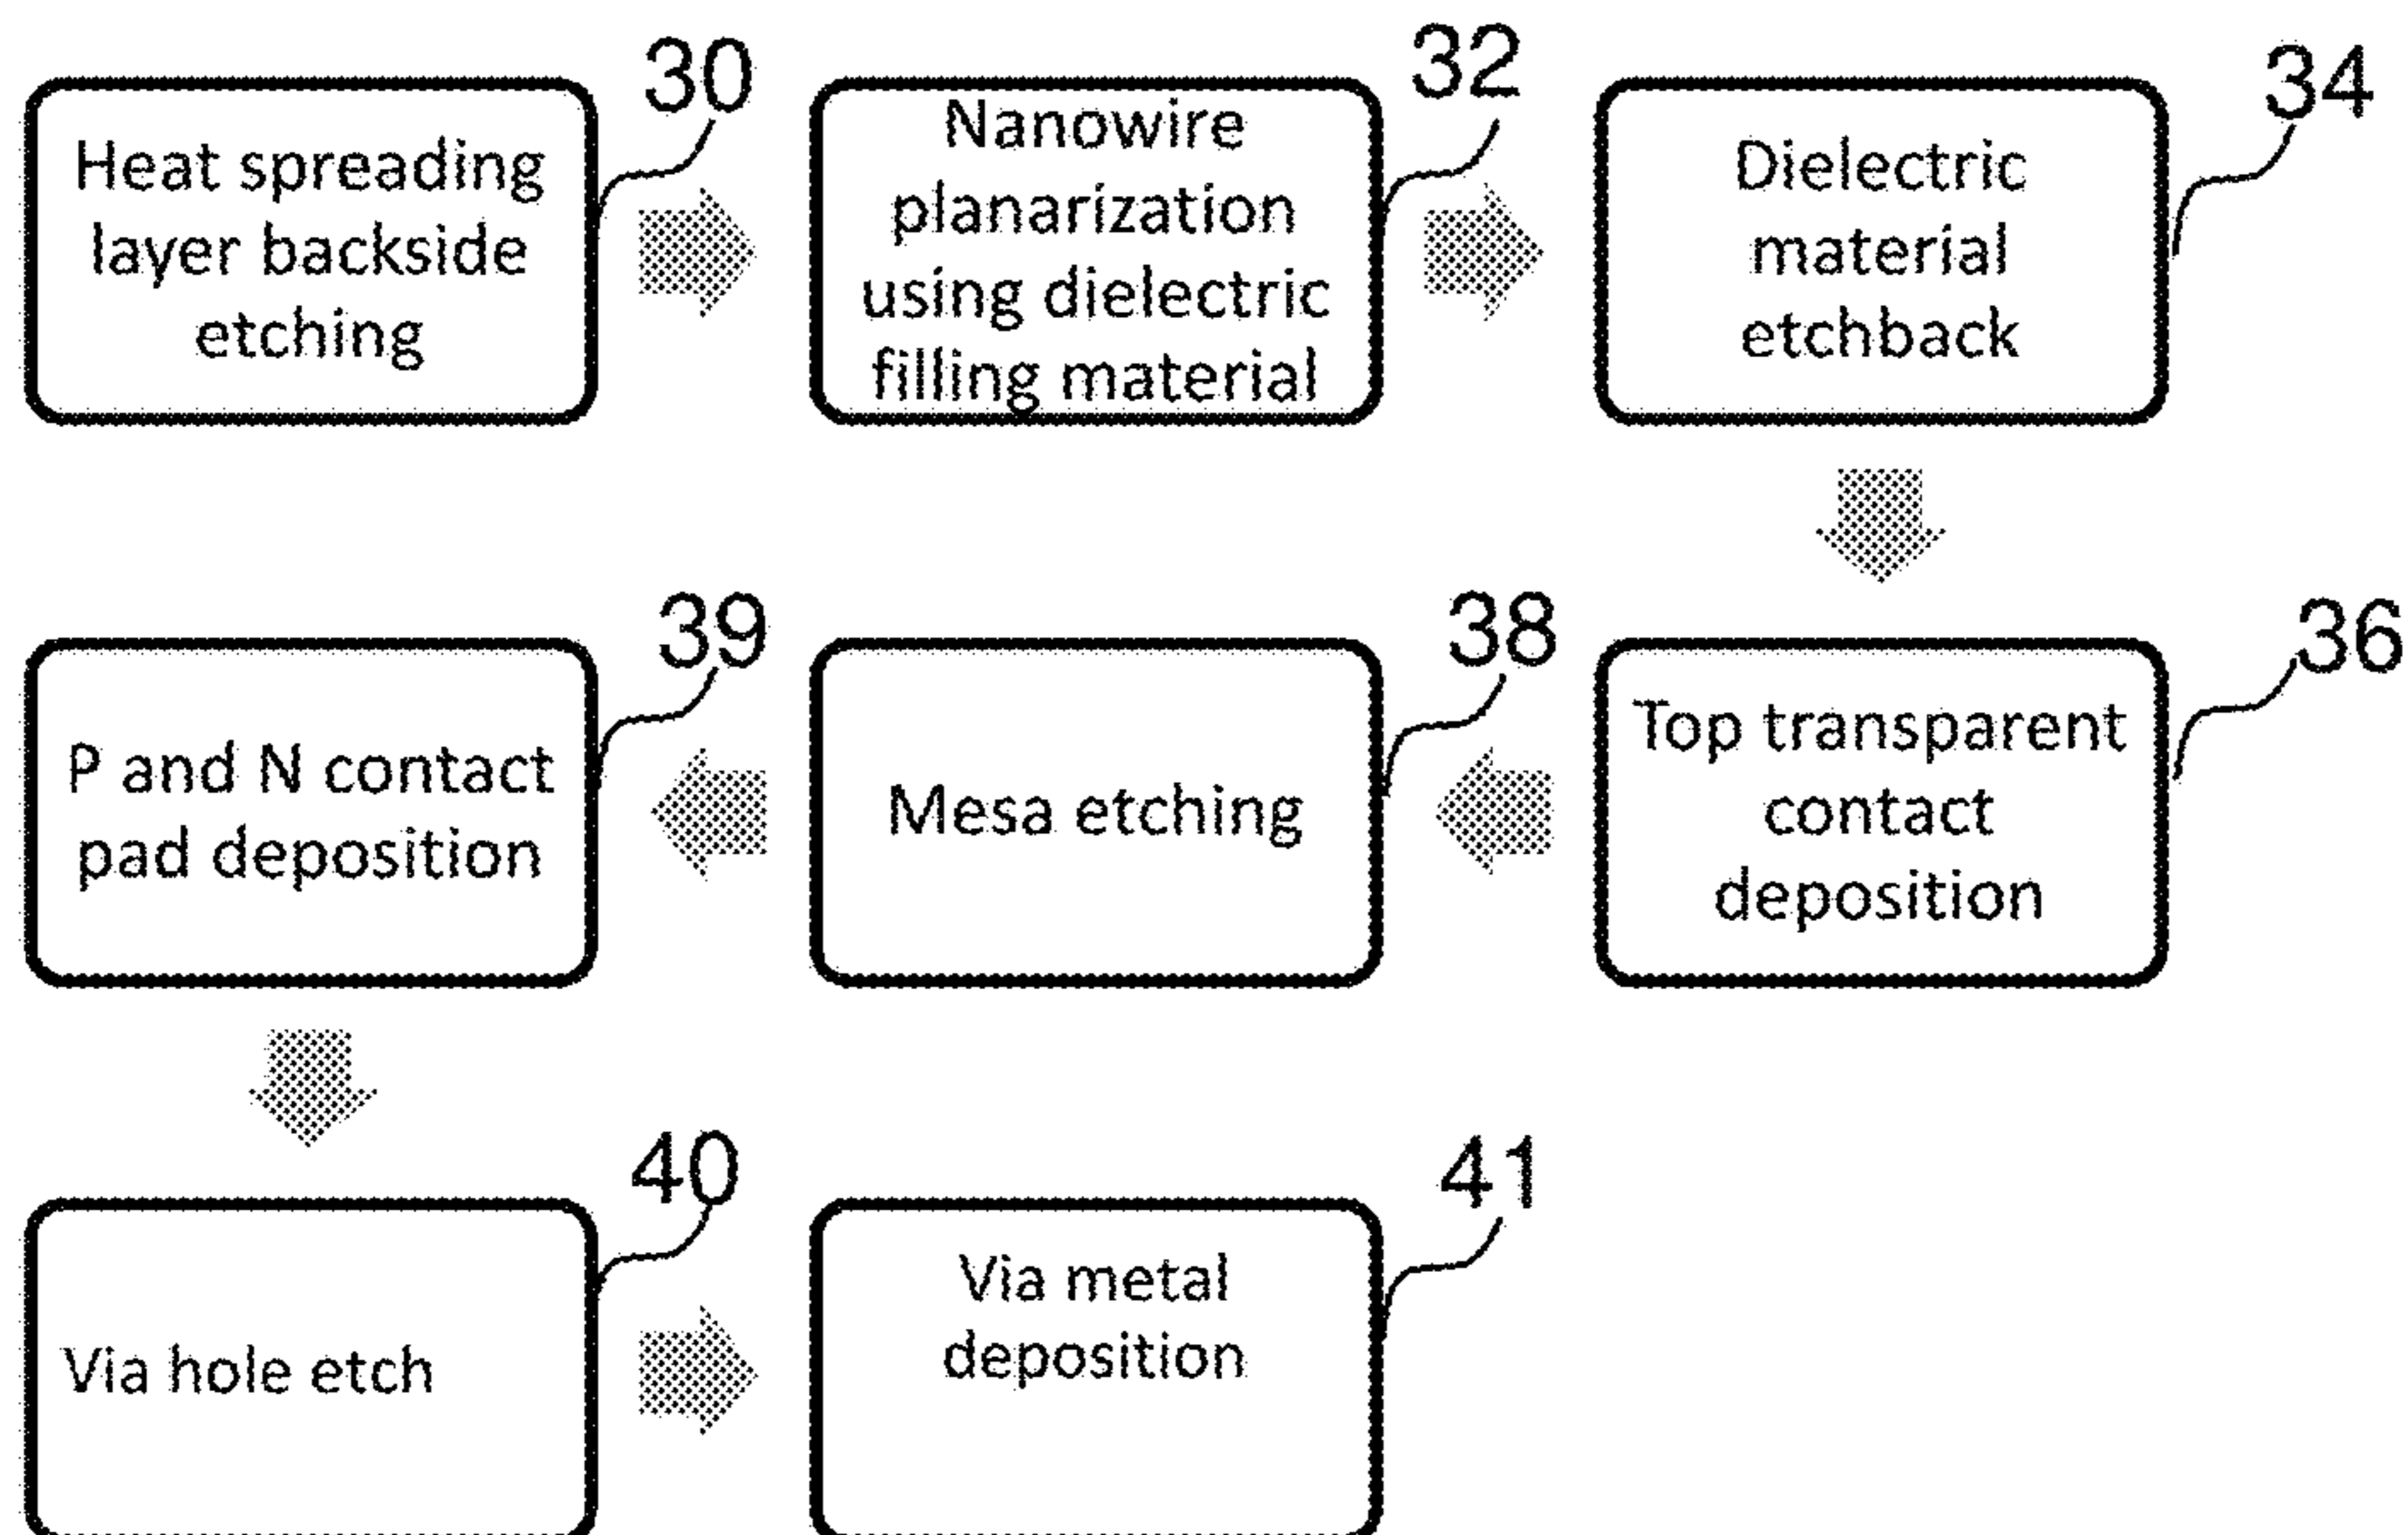 30
Heat spreading
layer backside
etching
32
Nanowire
planarization
using dielectric
filling material
34
Dielectric
material
etchback
36
Top transparent
contact
deposition
38
Mesa etching
39
P and N contact
pad deposition
40
Via hole etch
41
Via metal
deposition